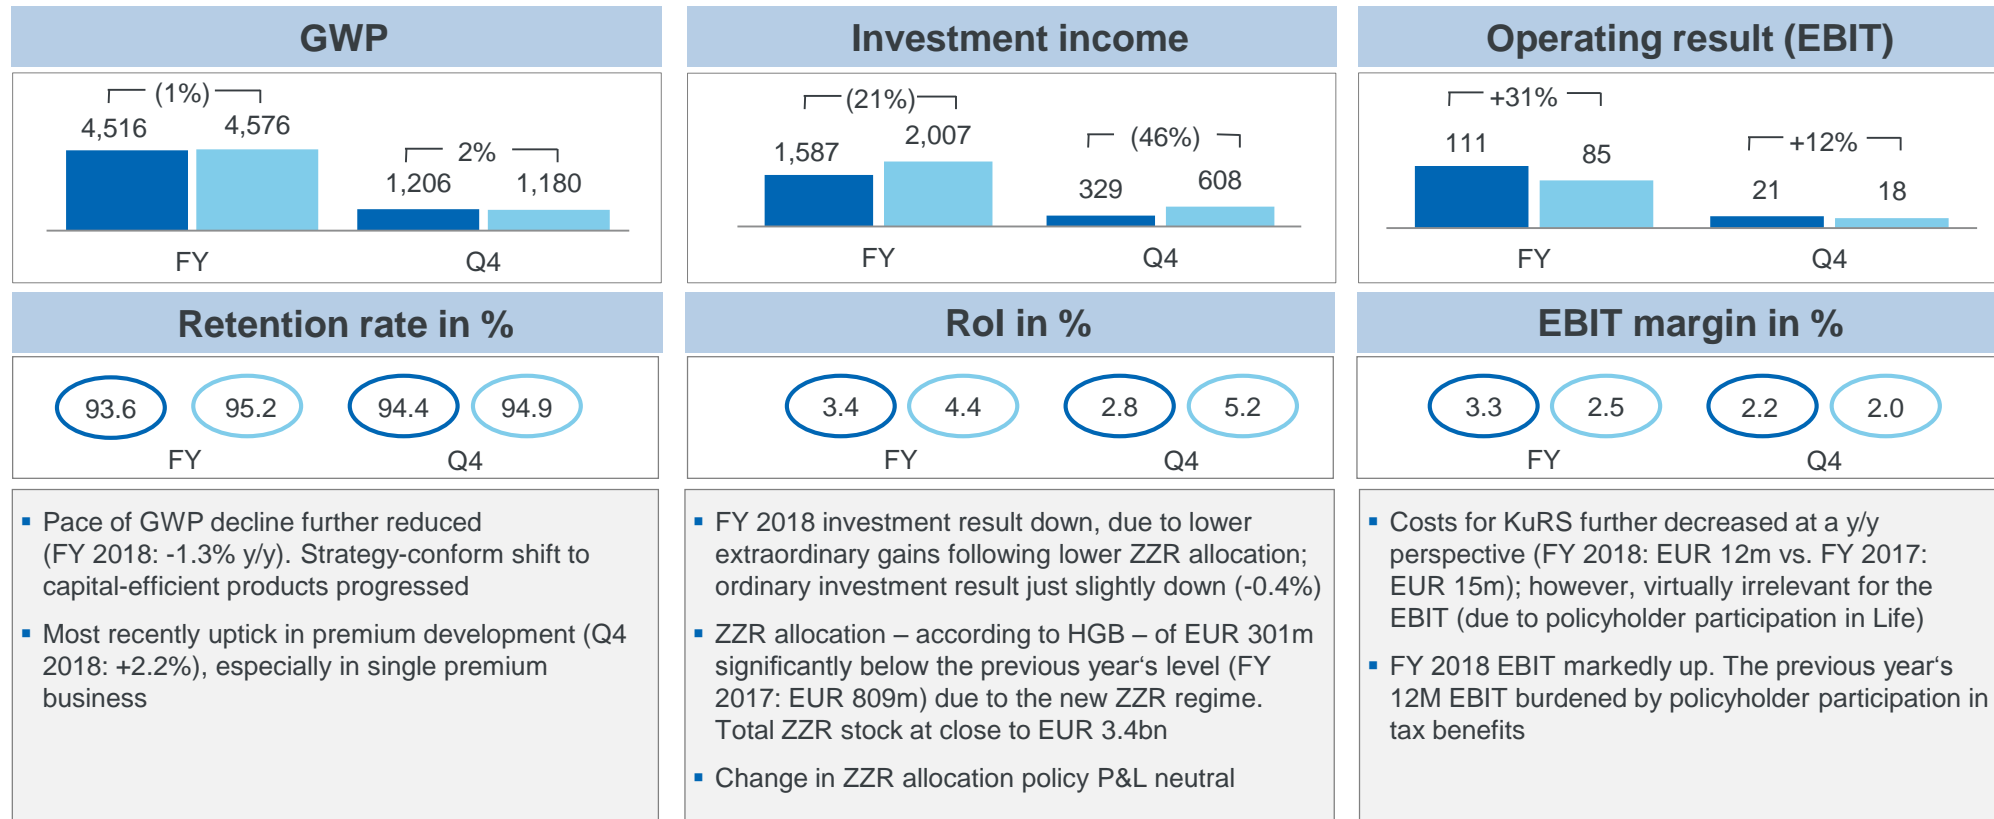 GWP
(1%)
4,516
4,576
2%
1,206
1,180
FY
Q4
Investment income
(21%)
1,587
2,007
(46%)
329
608
FY
Q4
Operating result (EBIT)
+31%
111
85
+12%
21
18
FY
Q4
Retention rate in %
93.6
95.2
94.4
94.9
FY
Q4
RoI in %
3.4
4.4
2.8
5.2
FY
Q4
EBIT margin in %
3.3
2.5
2.2
2.0
FY
Q4
▪ Pace of GWP decline further reduced
(FY 2018: -1.3% y/y). Strategy-conform shift to
capital-efficient products progressed
▪ Most recently uptick in premium development (Q4
2018: +2.2%), especially in single premium
business
▪ FY 2018 investment result down, due to lower
extraordinary gains following lower ZZR allocation;
ordinary investment result just slightly down (-0.4%)
▪ ZZR allocation – according to HGB – of EUR 301m
significantly below the previous year‘s level (FY
2017: EUR 809m) due to the new ZZR regime.
Total ZZR stock at close to EUR 3.4bn
▪ Change in ZZR allocation policy P&L neutral
▪ Costs for KuRS further decreased at a y/y
perspective (FY 2018: EUR 12m vs. FY 2017:
EUR 15m); however, virtually irrelevant for the
EBIT (due to policyholder participation in Life)
▪ FY 2018 EBIT markedly up. The previous year‘s
12M EBIT burdened by policyholder participation in
tax benefits